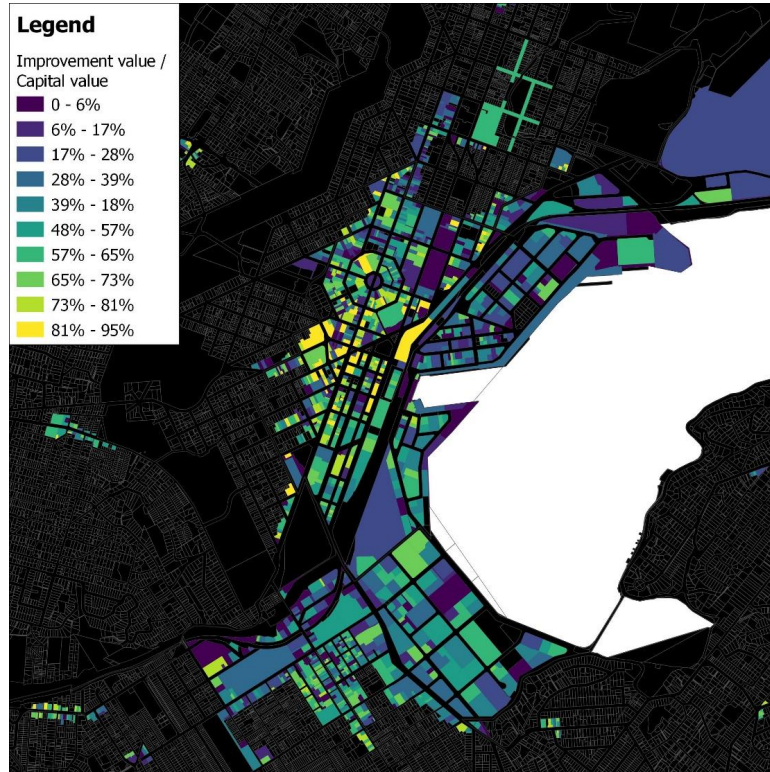 Legend
Improvement value /
Capital value
0 - 6%
6% - 17%
17% - 28%
28% - 39%
39% - 18%
48% - 57%
57% - 65%
65% - 73%
73% - 81%
81% - 95%